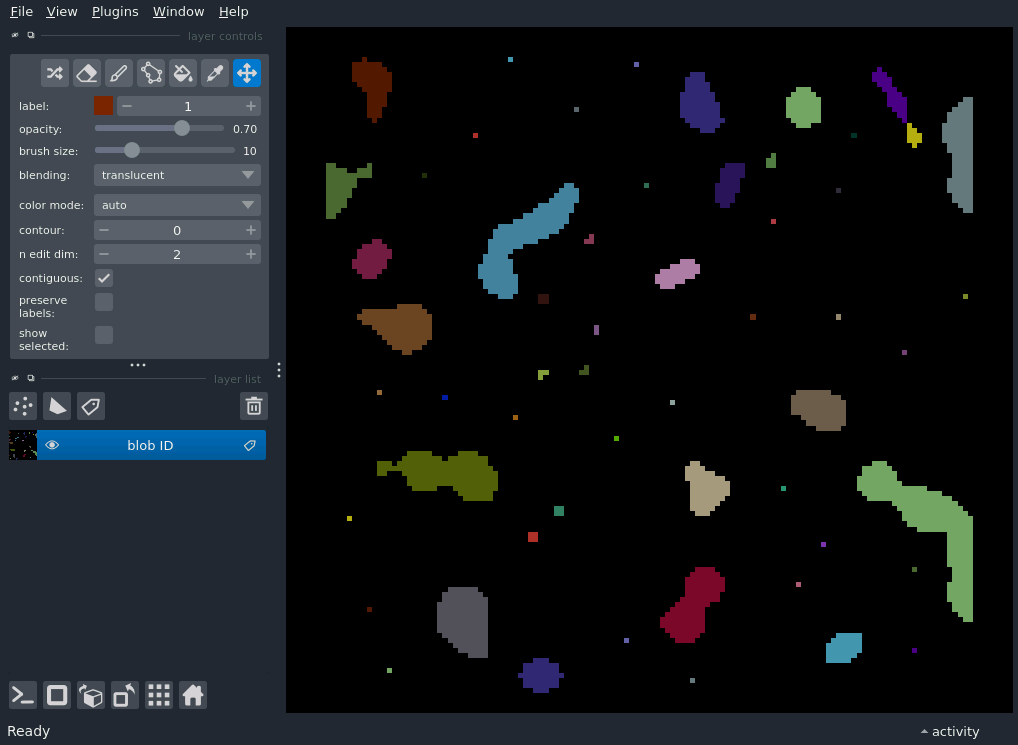 File View Plugins Window Help
layer controls
label: 1
opacity: 0.70
brush size: 10
blending: translucent
color mode: auto
contour: 0
n edit dim: 2
contiguous:
preserve
labels:
show
selected:
layer list
blob ID
Ready
activity